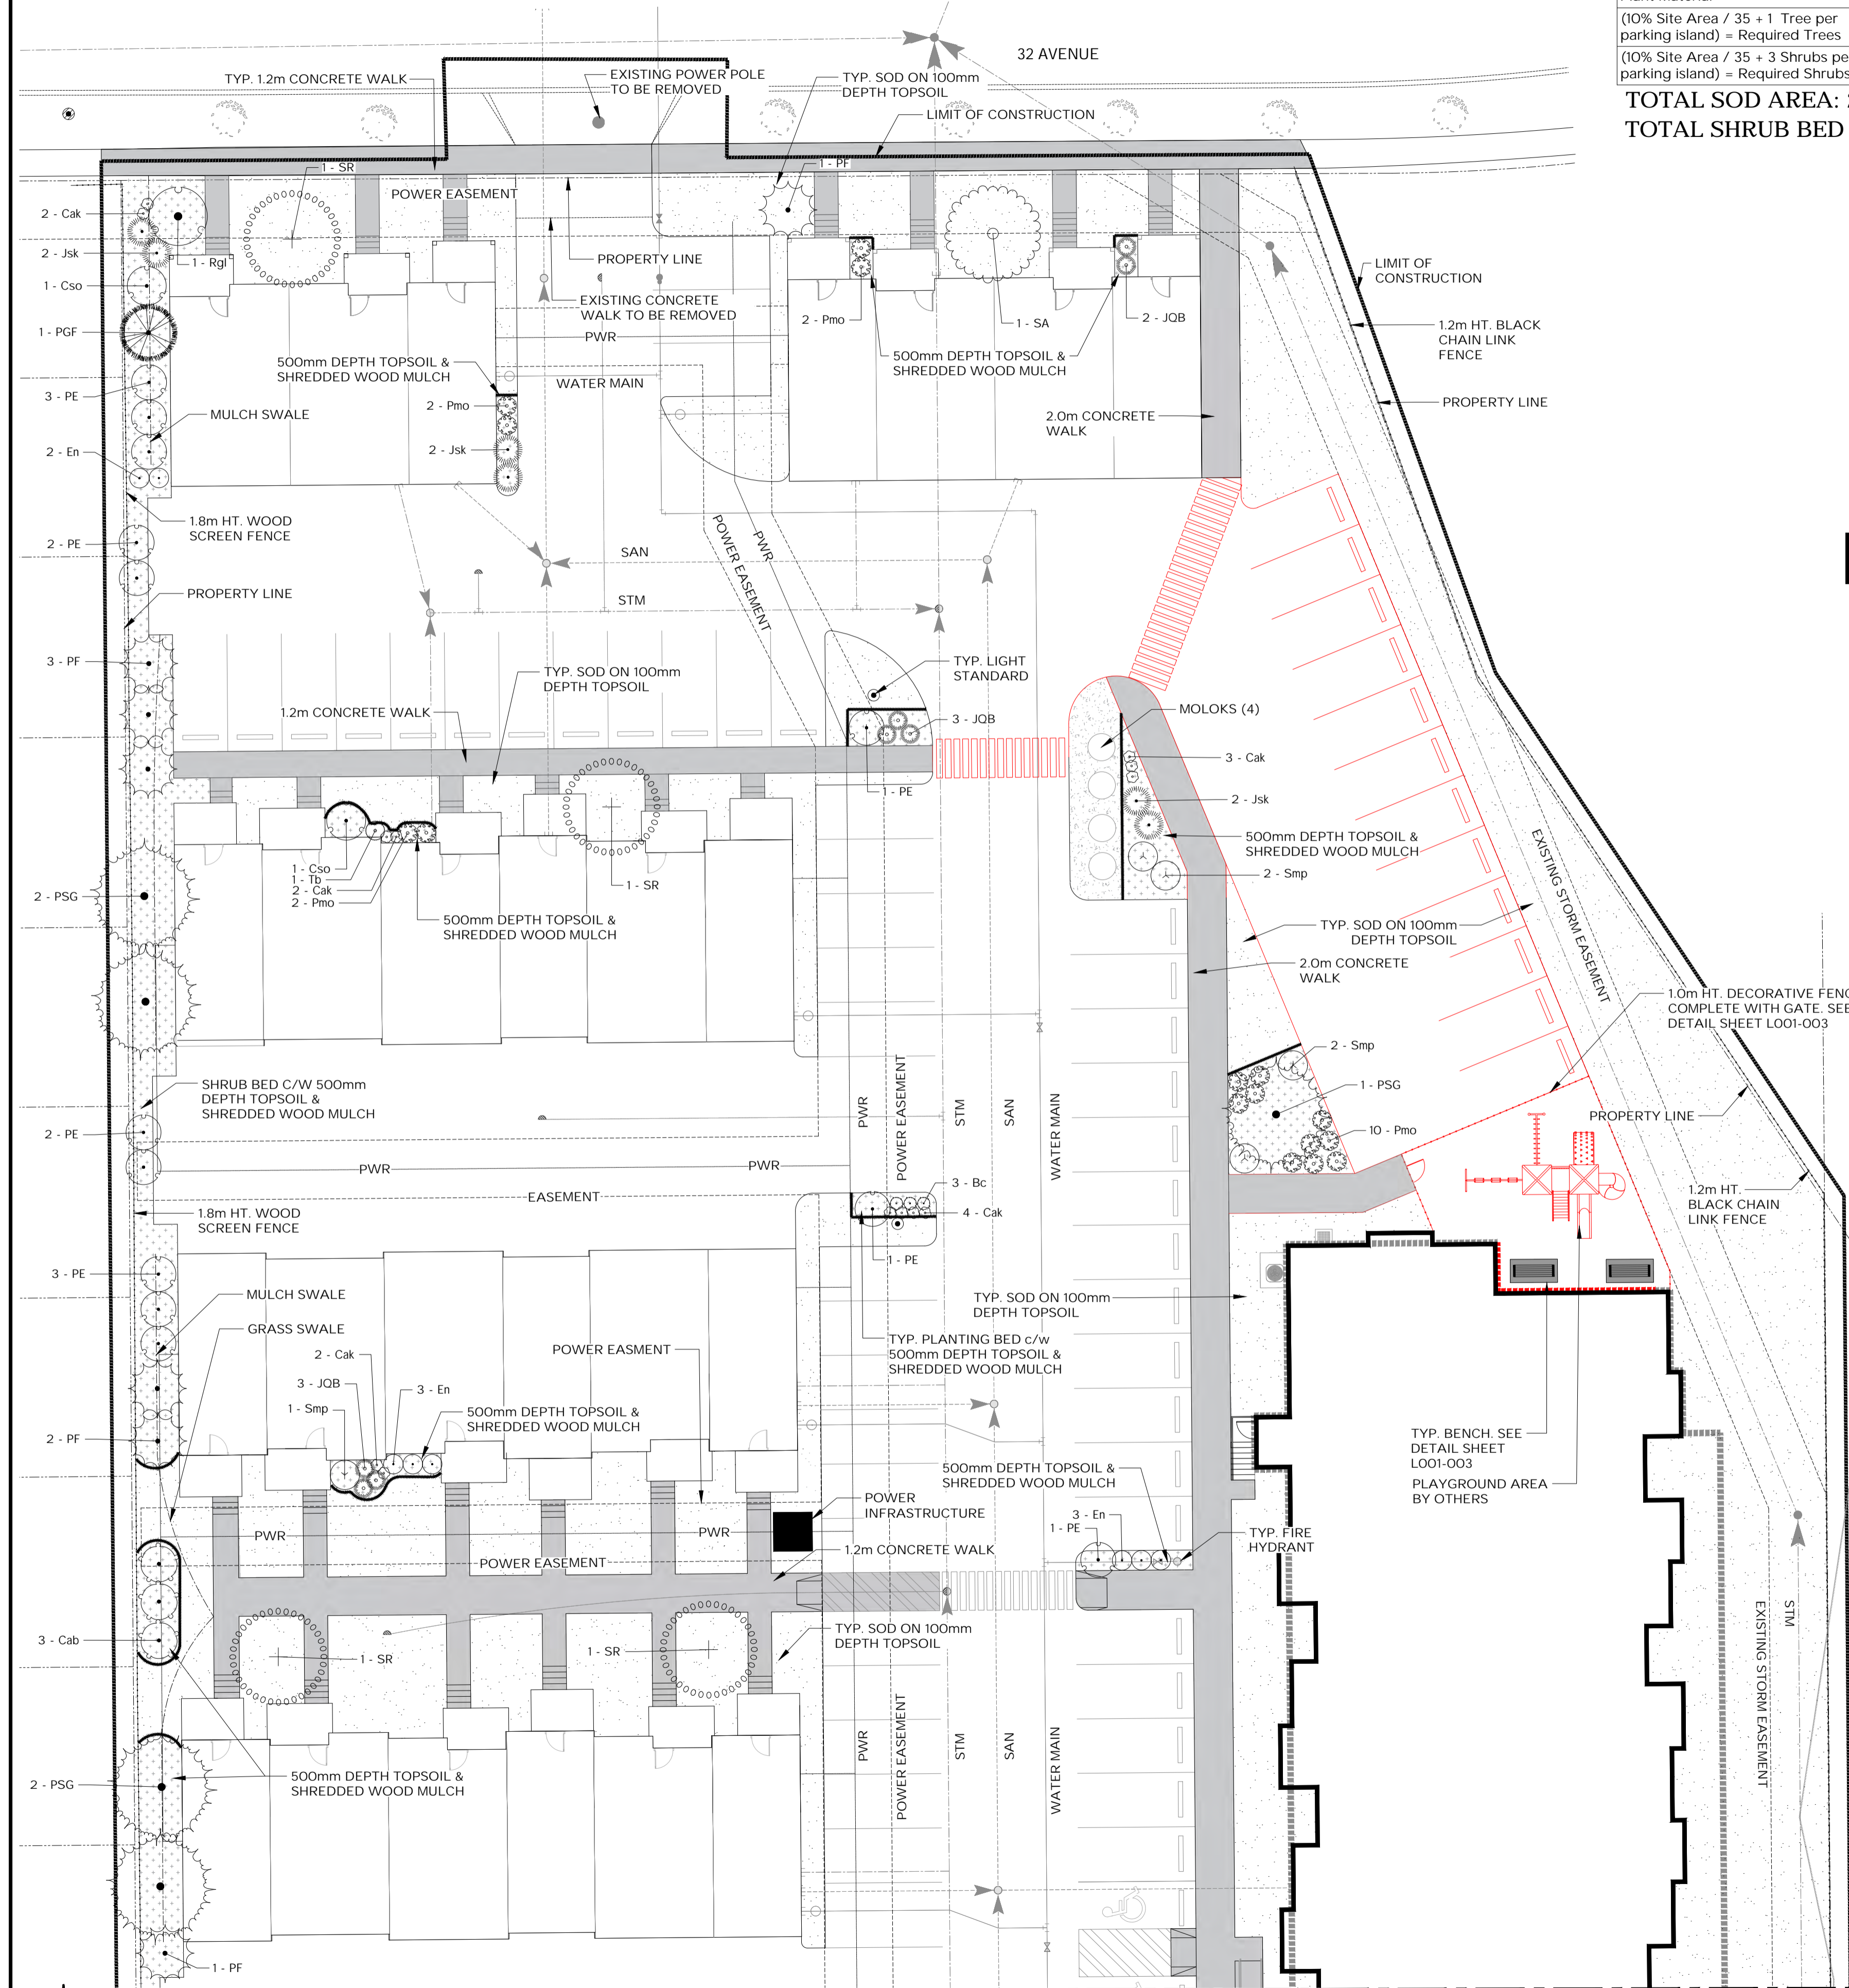 (10% Site Area / 35 + 1 Tree per
parking island) = Required Trees
(10% Site Area / 35 + 3 Shrubs pe
parking island) = Required Shrubs
TOTAL SOD AREA:
TOTAL SHRUB BED
32 AVENUE
TYP. 1.2m CONCRETE WALK
EXISTING POWER POLE
TO BE REMOVED
TYP. SOD ON 100mm
DEPTH TOPSOIL
LIMIT OF CONSTRUCTION
1 - SR
POWER EASEMENT
1 - PF
2 - Cak
2 - Jsk
1 - Rgl
1 - Cso
1 - PGF
3 - PE
2 - En
PROPERTY LINE
EXISTING CONCRETE
WALK TO BE REMOVED
PWR
500mm DEPTH TOPSOIL &
SHREDDED WOOD MULCH
WATER MAIN
2 - Pmo
MULCH SWALE
2 - Jsk
2 - Pmo
1 - SA
2 - JQB
500mm DEPTH TOPSOIL &
SHREDDED WOOD MULCH
LIMIT OF
CONSTRUCTION
1.2m HT. BLACK
CHAIN LINK
FENCE
PROPERTY LINE
2.0m CONCRETE
WALK
1.8m HT. WOOD
SCREEN FENCE
2 - PE
PROPERTY LINE
SAN
STM
POWER EASEMENT
PWR
3 - PF
TYP. SOD ON 100mm
DEPTH TOPSOIL
1.2m CONCRETE WALK
TYP. LIGHT
STANDARD
3 - JQB
1 - PE
MOLOKS (4)
3 - Cak
2 - Jsk
500mm DEPTH TOPSOIL &
SHREDDED WOOD MULCH
2 - Smp
1 - Cso
1 - Tb
2 - Cak
2 - Pmo
500mm DEPTH TOPSOIL &
SHREDDED WOOD MULCH
1 - SR
2 - PSG
TYP. SOD ON 100mm
DEPTH TOPSOIL
2.0m CONCRETE
WALK
EXISTING STORM EASEMENT
1.0m HT. DECORATIVE FENC
COMPLETE WITH GATE. SEE
DETAIL SHEET L001-003
2 - Smp
1 - PSG
10 - Pmo
PROPERTY LINE
1.2m HT.
BLACK CHAIN
LINK FENCE
SHRUB BED C/W 500mm
DEPTH TOPSOIL &
SHREDDED WOOD MULCH
2 - PE
PWR
PWR
EASEMENT
PWR
POWER EASEMENT
STM
SAN
WATER MAIN
1.8m HT. WOOD
SCREEN FENCE
3 - Bc
4 - Cak
1 - PE
3 - PE
MULCH SWALE
GRASS SWALE
TYP. SOD ON 100mm
DEPTH TOPSOIL
TYP. PLANTING BED c/w
500mm DEPTH TOPSOIL &
SHREDDED WOOD MULCH
POWER EASMENT
2 - Cak
3 - JQB
1 - Smp
3 - En
500mm DEPTH TOPSOIL &
SHREDDED WOOD MULCH
2 - PF
500mm DEPTH TOPSOIL &
SHREDDED WOOD MULCH
POWER
INFRASTRUCTURE
3 - En
1 - PE
TYP. FIRE
HYDRANT
TYP. BENCH. SEE
DETAIL SHEET
L001-003
PLAYGROUND AREA
BY OTHERS
PWR
PWR
POWER EASEMENT
1.2m CONCRETE WALK
3 - Cab
1 - SR
1 - SR
TYP. SOD ON 100mm
DEPTH TOPSOIL
PWR
POWER EASEMENT
STM
SAN
WATER MAIN
EXISTING STORM EASEMENT
STM
2 - PSG
500mm DEPTH TOPSOIL &
SHREDDED WOOD MULCH
1 - PF